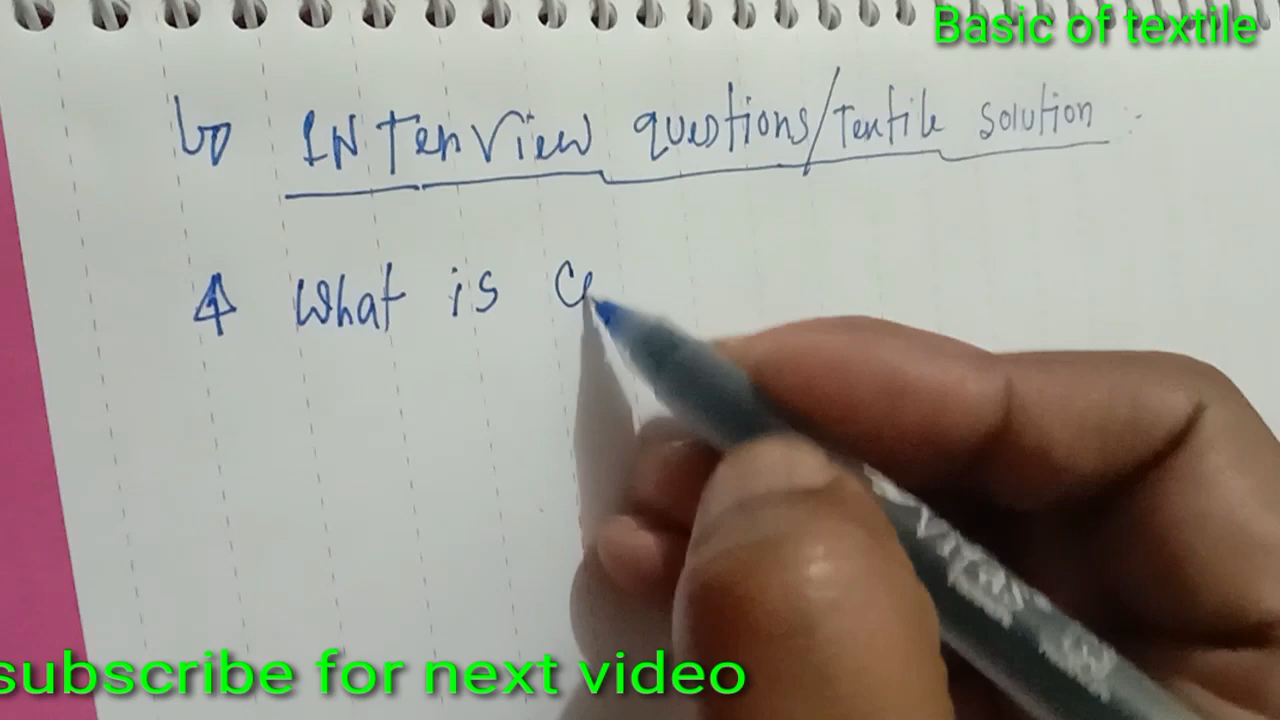 Basic of textile
INTerView questions/Textile solution
What is
subscribe for next video